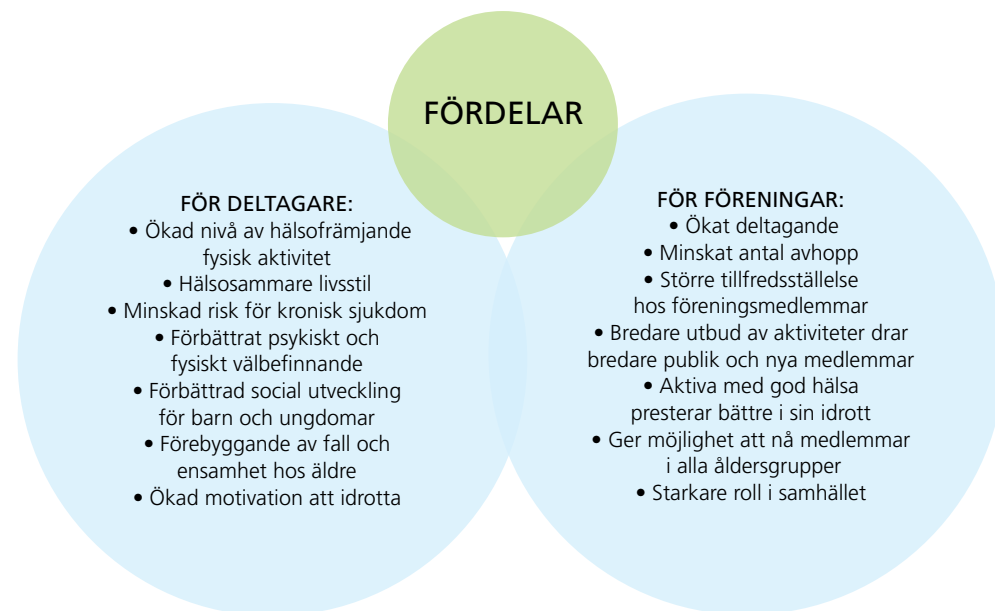 FÖRDELAR
FÖR DELTAGARE:
• Ökad nivå av hälsofrämjande
fysisk aktivitet
• Hälsosammare livsstil
• Minskad risk för kronisk sjukdom
• Förbättrat psykiskt och
fysiskt välbefinnande
• Förbättrad social utveckling
för barn och ungdomar
• Förebyggande av fall och
ensamhet hos äldre
• Ökad motivation att idrotta
FÖR FÖRENINGAR:
• Ökat deltagande
• Minskat antal avhopp
• Större tillfredsställelse
hos föreningsmedlemmar
• Bredare utbud av aktiviteter drar
bredare publik och nya medlemmar
• Aktiva med god hälsa
presterar bättre i sin idrott
• Ger möjlighet att nå medlemmar
i alla åldersgrupper
• Starkare roll i samhället